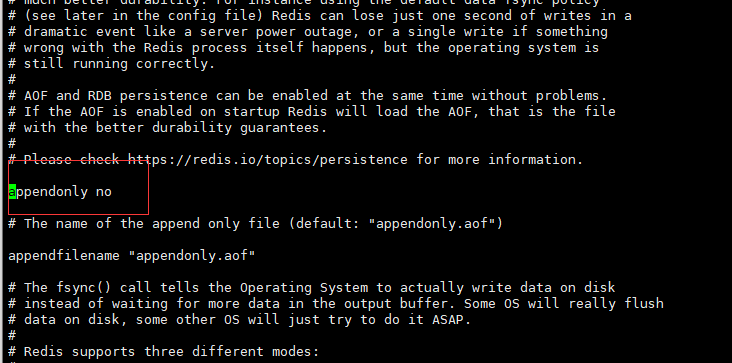 # much better durability. For instance using the default data fsync policy
# (see later in the config file) Redis can lose just one second of writes in a
# dramatic event like a server power outage, or a single write if something
# wrong with the Redis process itself happens, but the operating system is
# still running correctly.
#
# AOF and RDB persistence can be enabled at the same time without problems.
# If the AOF is enabled on startup Redis will load the AOF, that is the file
# with the better durability guarantees.
#
# Please check https://redis.io/topics/persistence for more information.
appendonly no
# The name of the append only file (default: "appendonly.aof")
appendfilename "appendonly.aof"
# The fsync() call tells the Operating System to actually write data on disk
# instead of waiting for more data in the output buffer. Some OS will really flush
# data on disk, some other OS will just try to do it ASAP.
#
# Redis supports three different modes:
#